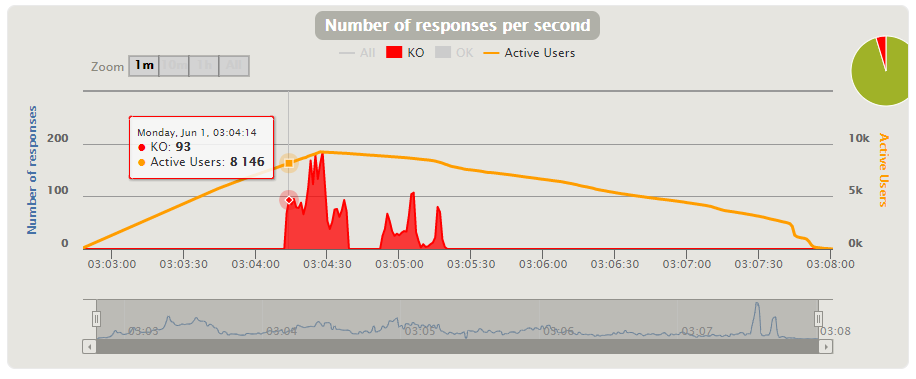 Number of responses per second
All KO OK Active Users
Zoom 1m 10m 1h All
Number of responses
200
100
0
Monday, Jun 1, 03:04:14
● KO: 93
● Active Users: 8 146
10k
5k
0k
Active Users
03:03:00 03:03:30 03:04:00 03:04:30 03:05:00 03:05:30 03:06:00 03:06:30 03:07:00 03:07:30 03:08:00
03:03 03:04 03:05 03:06 03:07 03:08